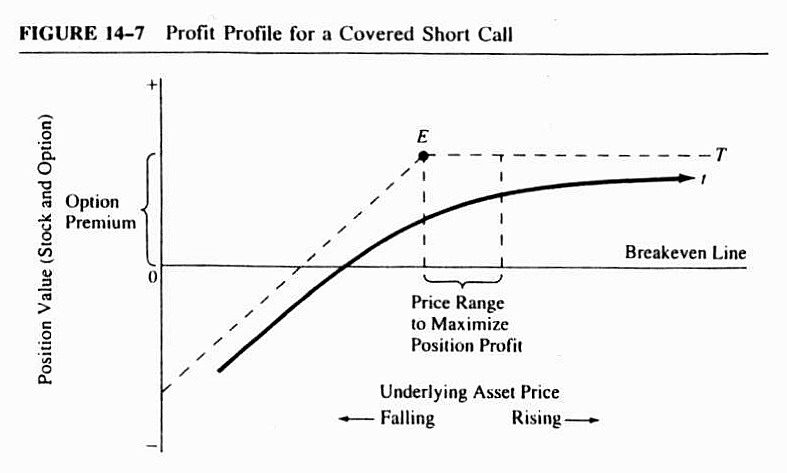 FIGURE 14-7 Profit Profile for a Covered Short Call
+
Position Value (Stock and Option)
Option
Premium
E
T
t
Breakeven Line
0
Price Range
to Maximize
Position Profit
Underlying Asset Price
Falling Rising
−